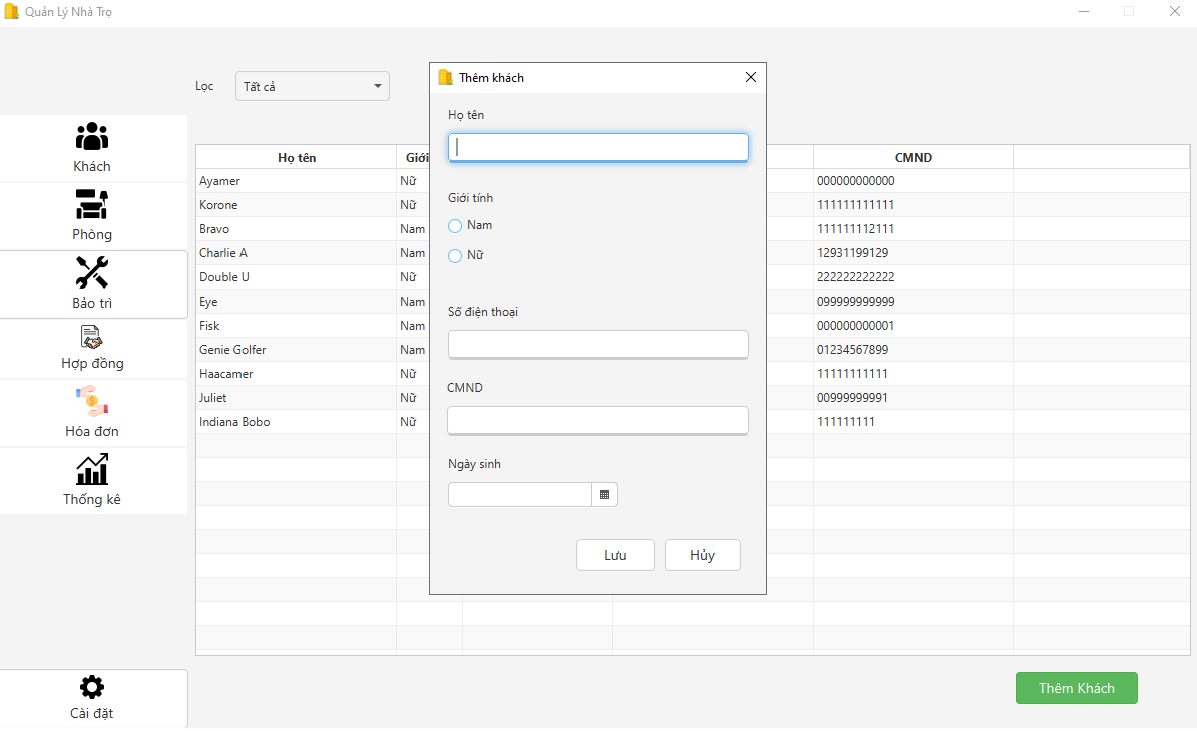 Quản Lý Nhà Trọ
Lọc
Tất cả
Khách
Phòng
Bảo trì
Hợp đồng
Hóa đơn
Thống kê
Cài đặt
Họ tên Giới CMND
Ayamer Nữ 000000000000
Korone Nữ 111111111111
Bravo Nam 111111112111
Charlie A Nam 12931199129
Double U Nữ 222222222222
Eye Nam 099999999999
Fisk Nam 000000000001
Genie Golfer Nam 01234567899
Haacamer Nữ 11111111111
Juliet Nữ 00999999991
Indiana Bobo Nữ 111111111
Thêm khách
Họ tên
Giới tính
Nam
Nữ
Số điện thoại
CMND
Ngày sinh
Lưu Hủy
Thêm Khách